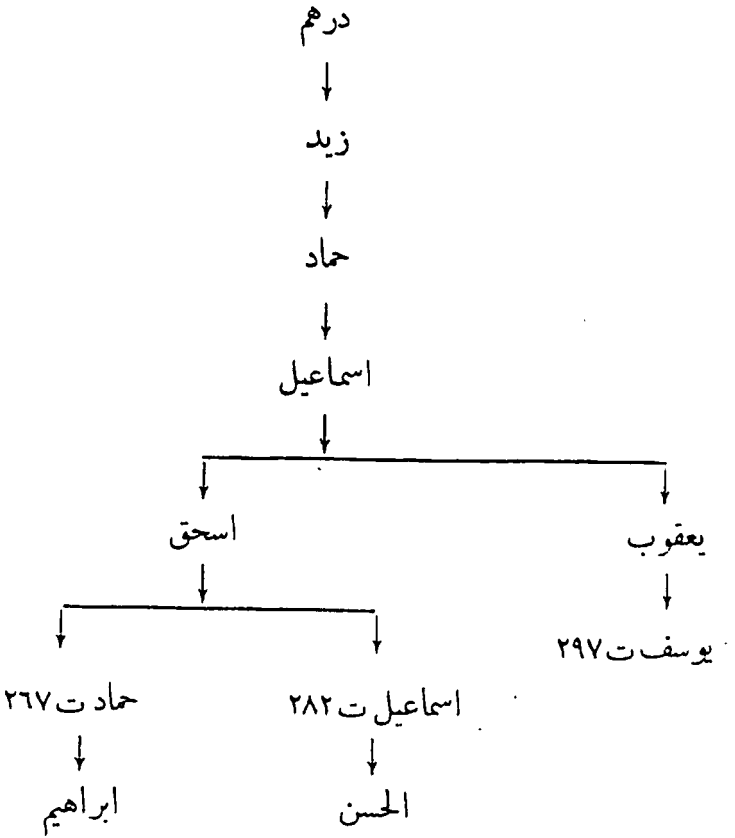 درهم
زيد
حماد
اسماعيل
يعقوب
اسحق
يوسف ت ٢٩٧
اسماعيل ت ٢٨٢
حماد ت ٢٦٧
الحسن
ابراهيم